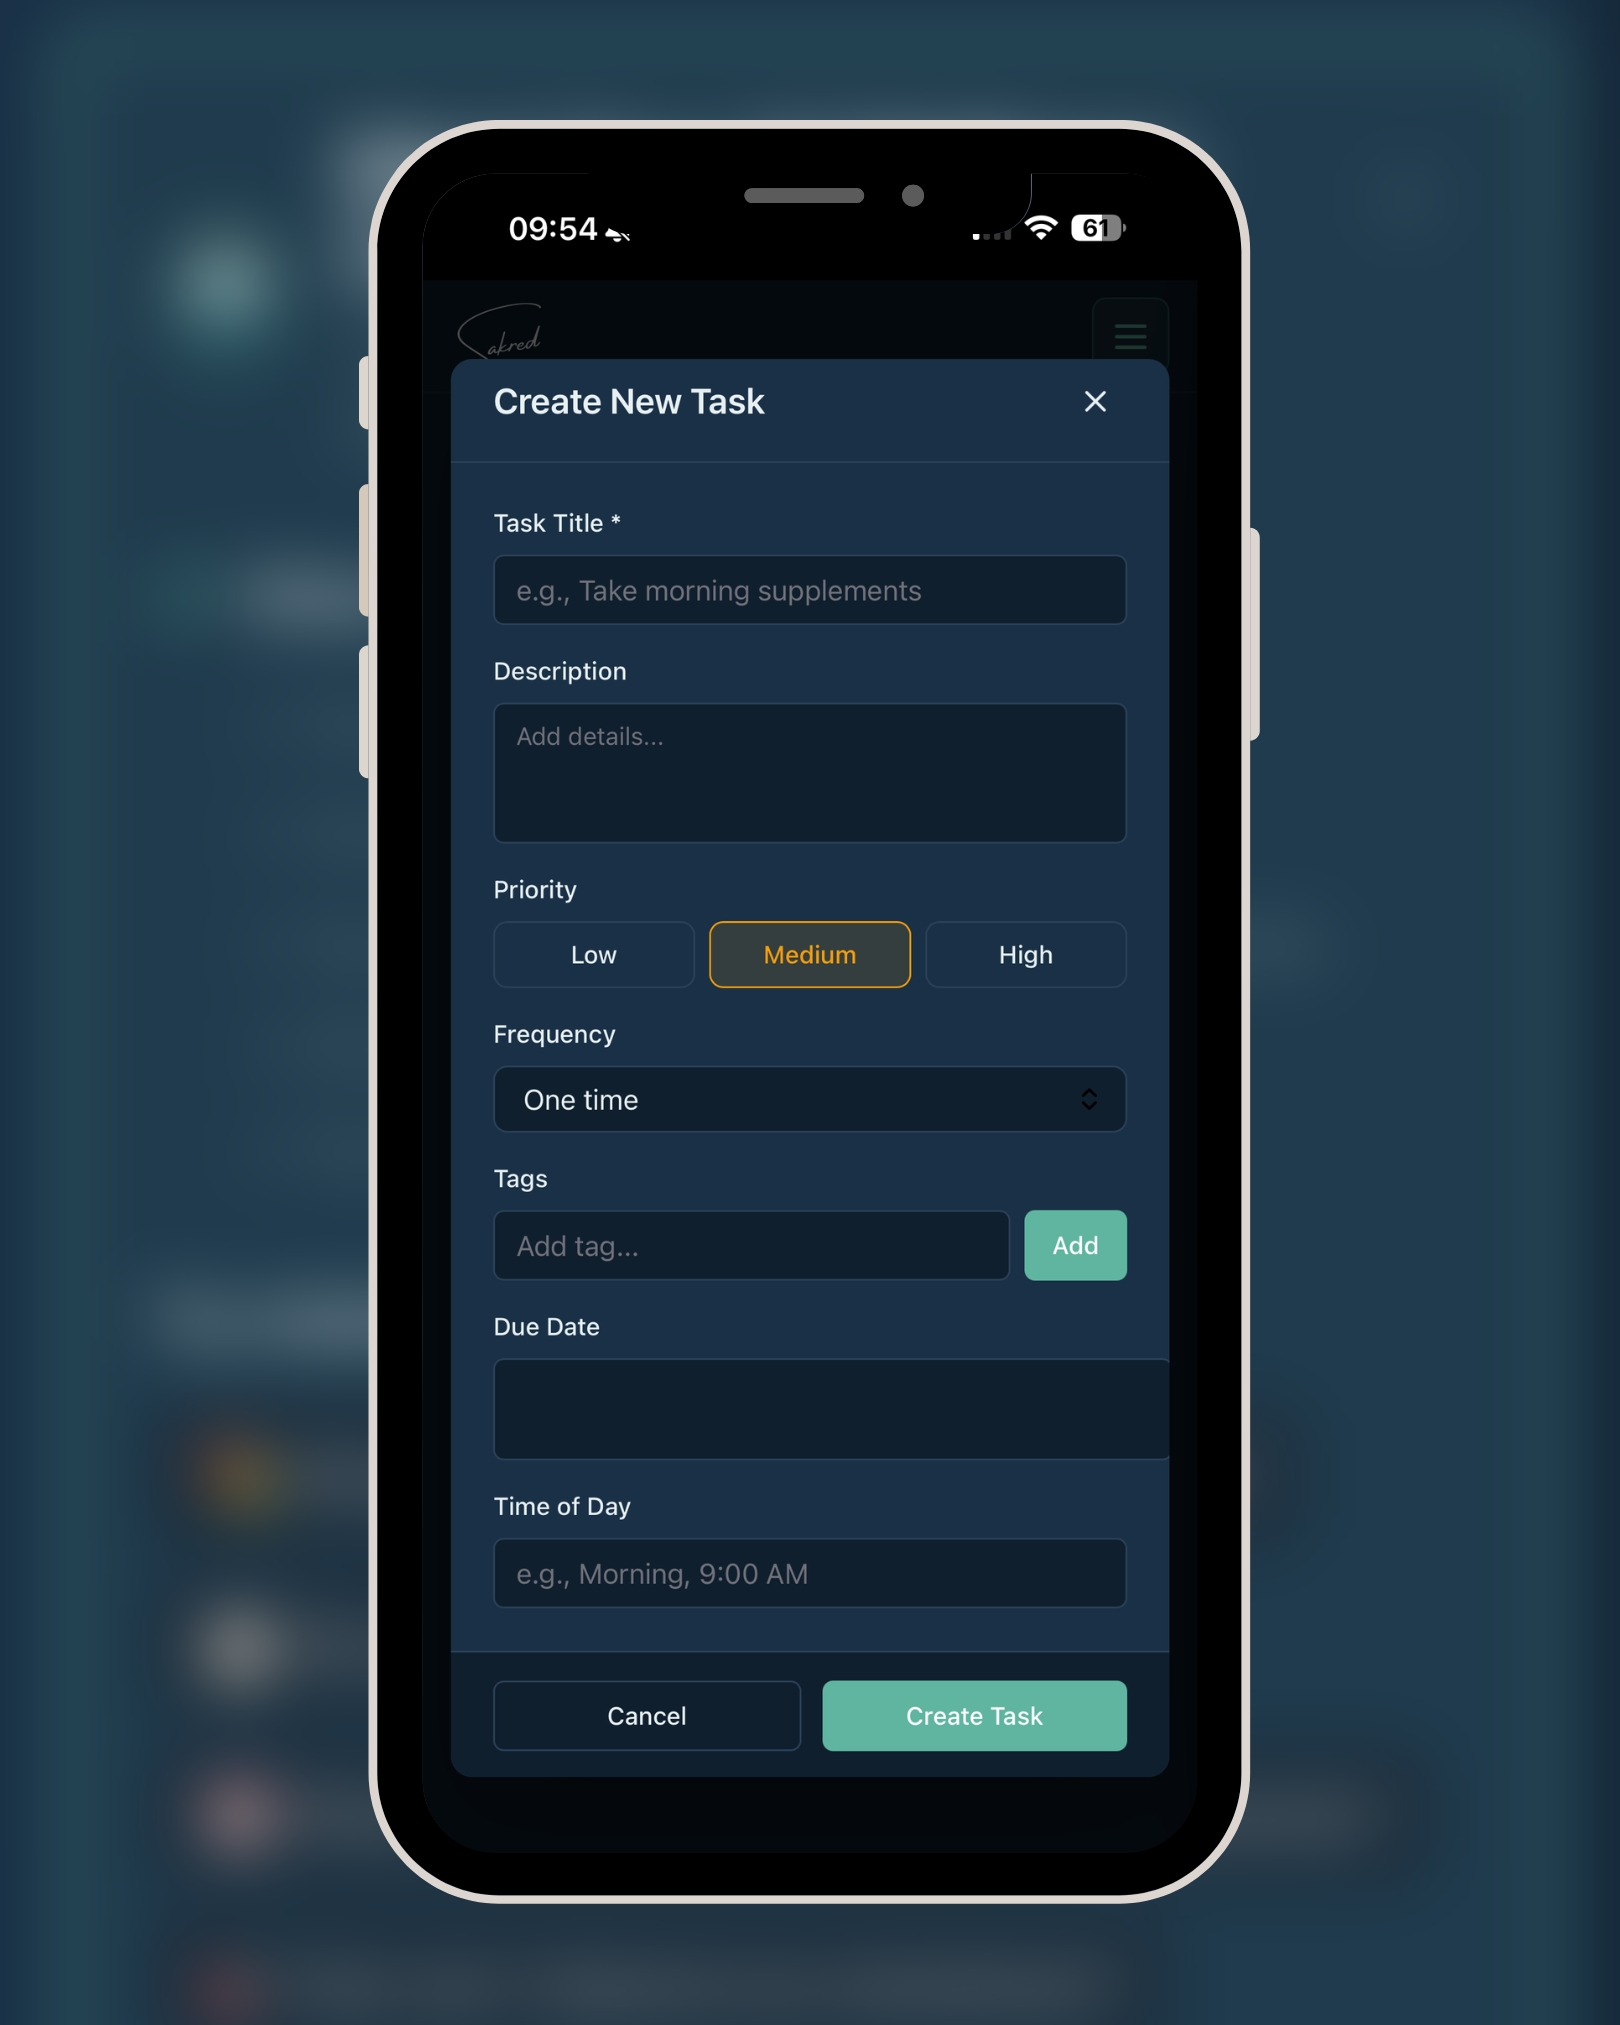 09:54
61
Sakred
Create New Task
Task Title *
e.g., Take morning supplements
Description
Add details...
Priority
Low Medium High
Frequency
One time
Tags
Add tag... Add
Due Date
Time of Day
e.g., Morning, 9:00 AM
Cancel Create Task